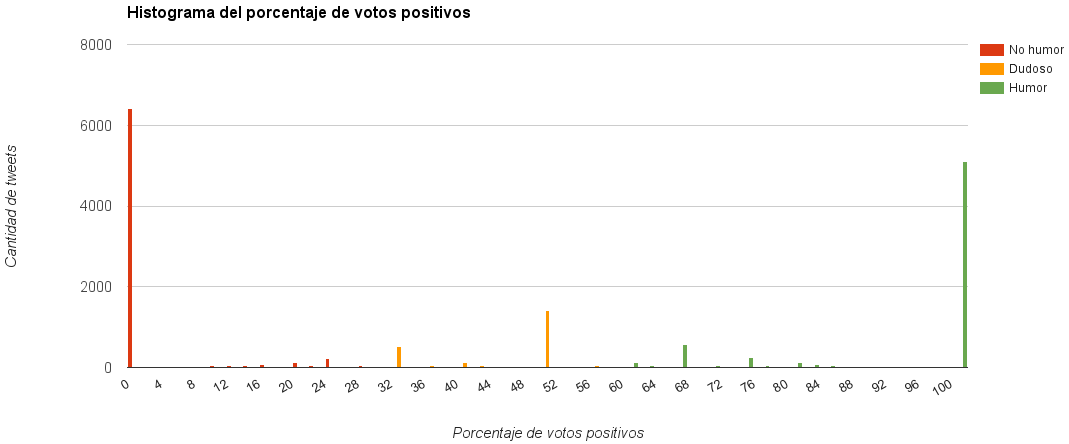 Histograma del porcentaje de votos positivos
No humor
Dudoso
Humor
8000
6000
4000
2000
0
Cantidad de tweets
0 4 8 12 16 20 24 28 32 36 40 44 48 52 56 60 64 68 72 76 80 84 88 92 96 100
Porcentaje de votos positivos